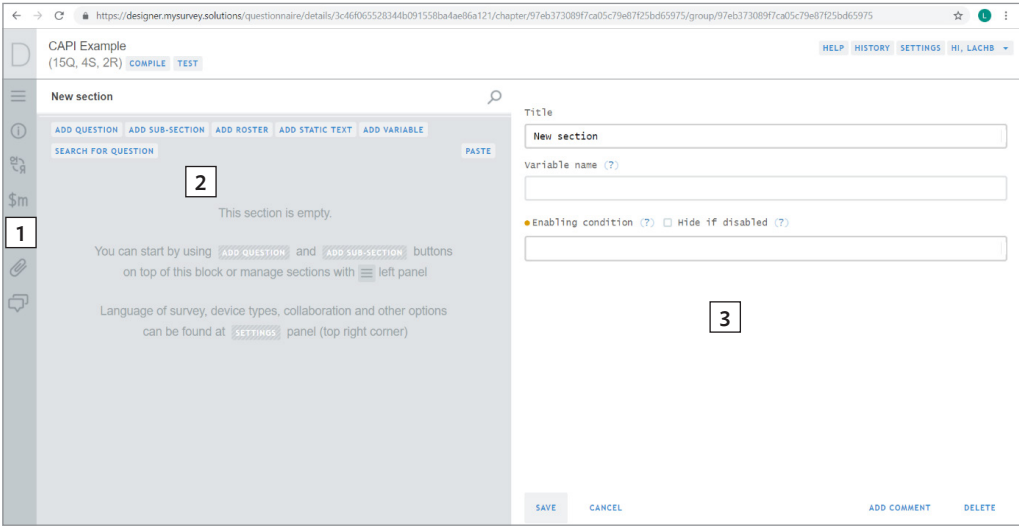 https://designer.mysurvey.solutions/questionnaire/details/3c46f065528344b091558ba4ae86a121/chapter/97eb373089f7ca05c79e87f25bd65975/group/97eb373089f7ca05c79e87f25bd65975
L
D
CAPI Example
(15Q, 4S, 2R) COMPILE TEST
HELP HISTORY SETTINGS HI, LACHB
New section
ADD QUESTION ADD SUB-SECTION ADD ROSTER ADD STATIC TEXT ADD VARIABLE
SEARCH FOR QUESTION PASTE
$m
1
2
This section is empty.
You can start by using ADD QUESTION and ADD SUB-SECTION buttons
on top of this block or manage sections with left panel
Language of survey, device types, collaboration and other options
can be found at SETTINGS panel (top right corner)
Title
New section
Variable name (?)
Enabling condition (?) Hide if disabled (?)
3
SAVE CANCEL ADD COMMENT DELETE